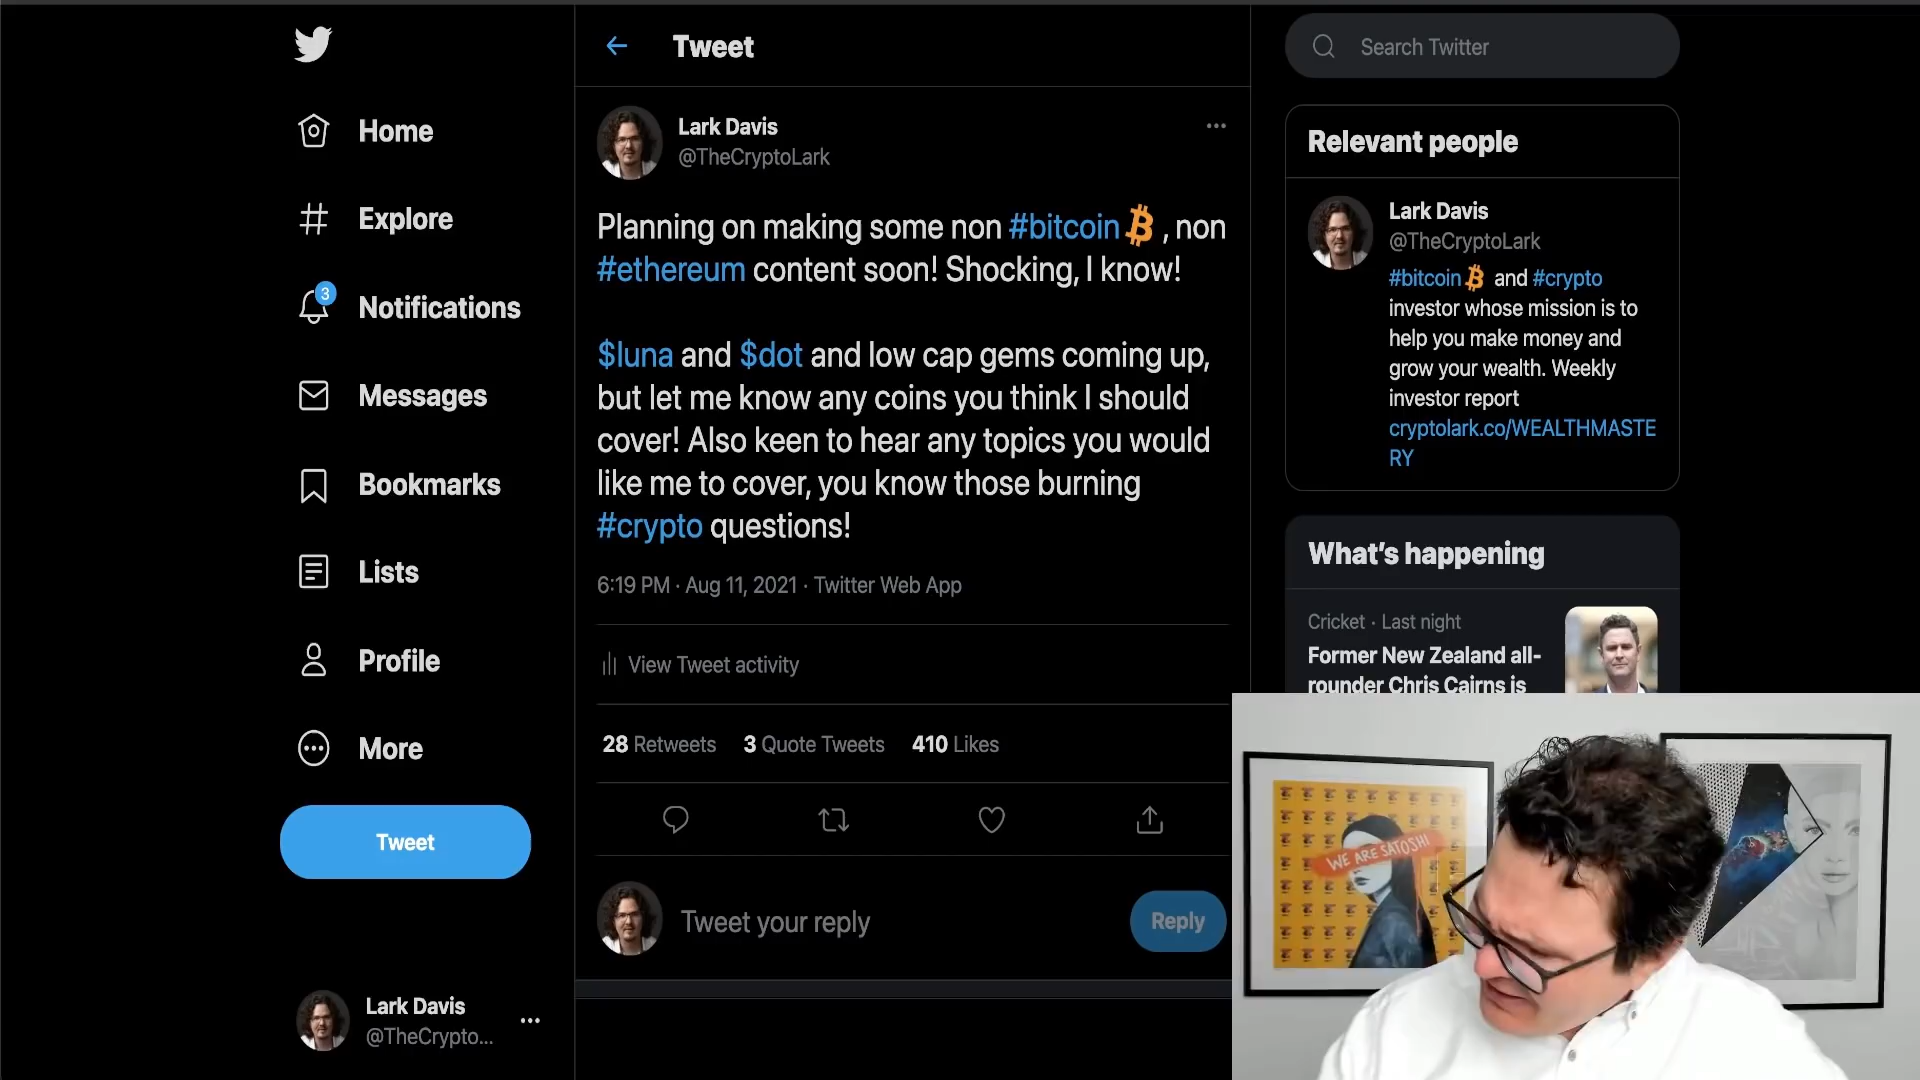 Home
Explore
3
Notifications
Messages
Bookmarks
Lists
Profile
More
Tweet
Lark Davis
@TheCrypto...
Tweet
Lark Davis
@TheCryptoLark
Planning on making some non #bitcoin , non
#ethereum content soon! Shocking, I know!
$luna and $dot and low cap gems coming up,
but let me know any coins you think I should
cover! Also keen to hear any topics you would
like me to cover, you know those burning
#crypto questions!
6:19 PM · Aug 11, 2021 · Twitter Web App
View Tweet activity
28 Retweets 3 Quote Tweets 410 Likes
Tweet your reply
Reply
Search Twitter
Relevant people
Lark Davis
@TheCryptoLark
#bitcoin and #crypto
investor whose mission is to
help you make money and
grow your wealth. Weekly
investor report
cryptolark.co/WEALTHMASTE
RY
What's happening
Cricket · Last night
Former New Zealand all-
rounder Chris Cairns is
WE ARE SATOSHI